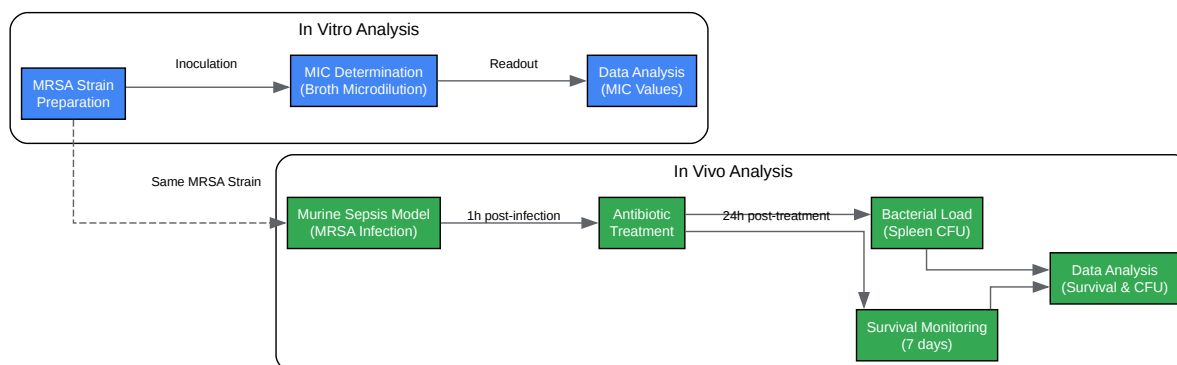 In Vitro Analysis
MRSA Strain
Preparation
Inoculation
MIC Determination
(Broth Microdilution)
Readout
Data Analysis
(MIC Values)
Same MRSA Strain
In Vivo Analysis
Murine Sepsis Model
(MRSA Infection)
1h post-infection
Antibiotic
Treatment
24h post-treatment
Bacterial Load
(Spleen CFU)
Data Analysis
(Survival & CFU)
Survival Monitoring
(7 days)